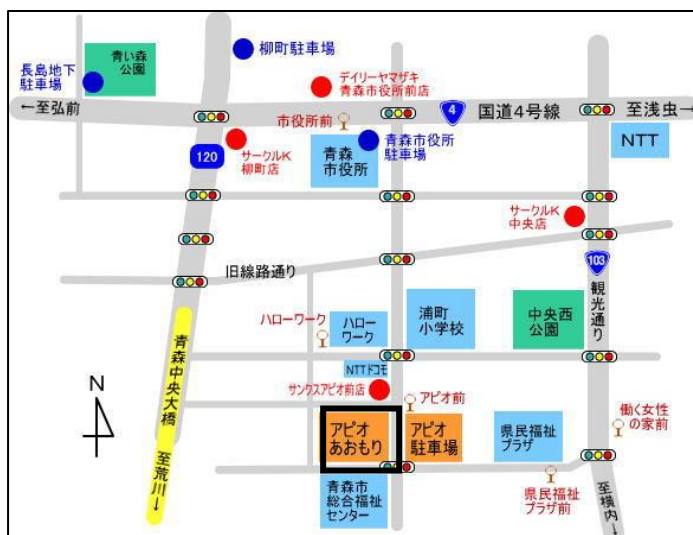 青い森
公園
柳町駐車場
長島地下
駐車場
デイリーヤマザキ
青森市役所前店
←至弘前
4
国道4号線
至浅虫→
市役所前
NTT
120
サークルK
柳町店
青森
市役所
青森市役所
駐車場
サークルK
中央店
旧線路通り
103
観光通り
ハローワーク
ハロー
ワーク
浦町
小学校
中央西
公園
NTTドコモ
サンクスアピオ前店
アピオ前
青森中央大橋
至荒川→
N
アピオ
あおもり
アピオ
駐車場
県民福祉
プラザ
働く女性
の家前
青森市
総合福祉
センター
県民福祉
プラザ前
至横内→